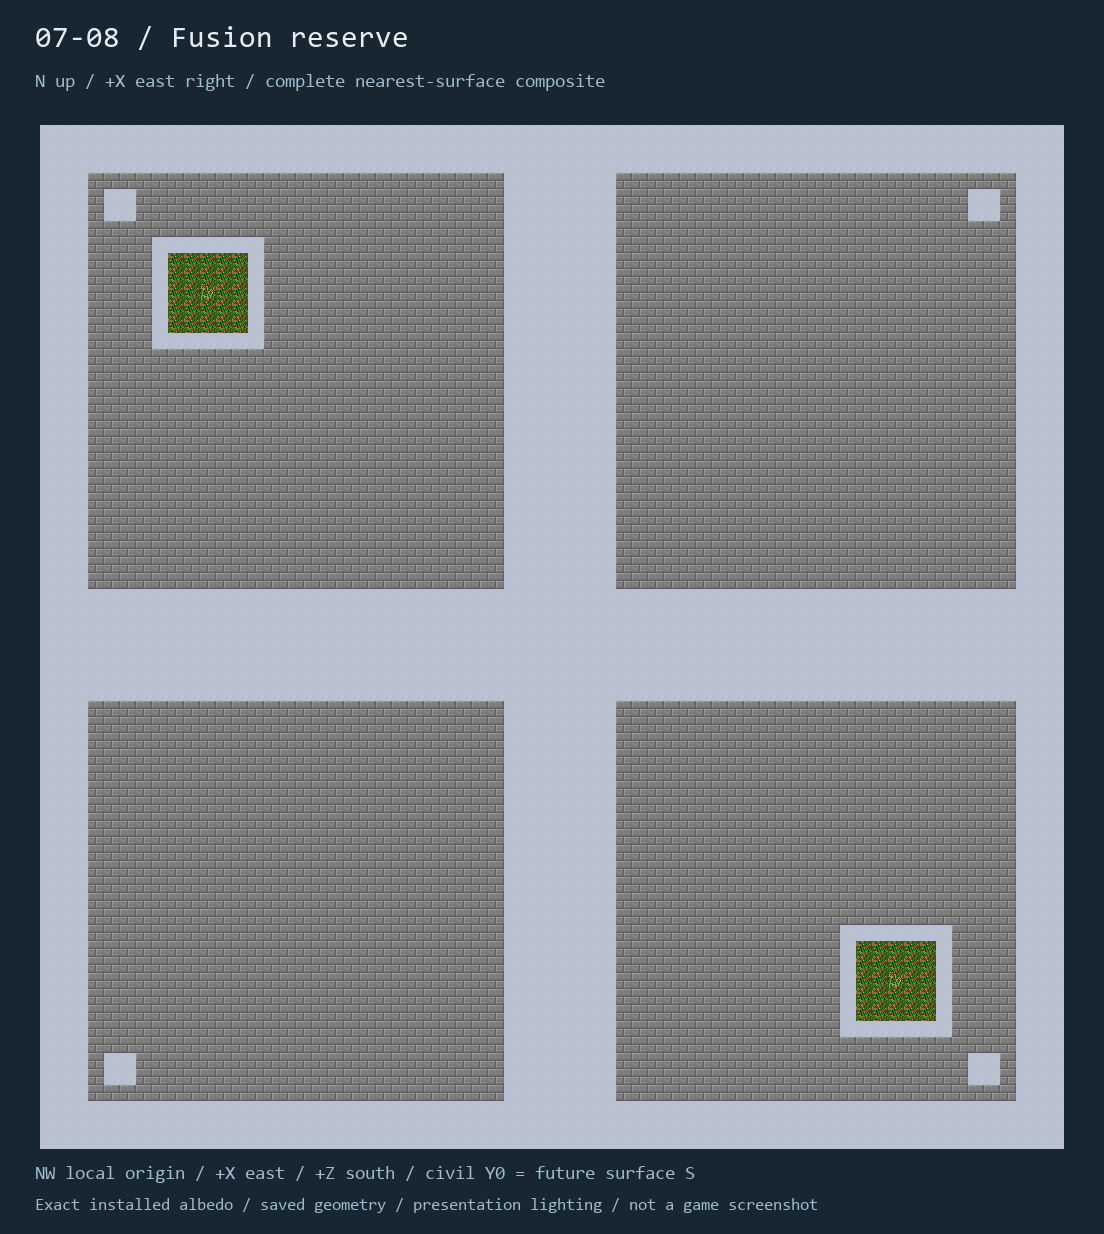 07-08 / Fusion reserve
N up / +X east right / complete nearest-surface composite
NW local origin / +X east / +Z south / civil Y0 = future surface S
Exact installed albedo / saved geometry / presentation lighting / not a game screenshot